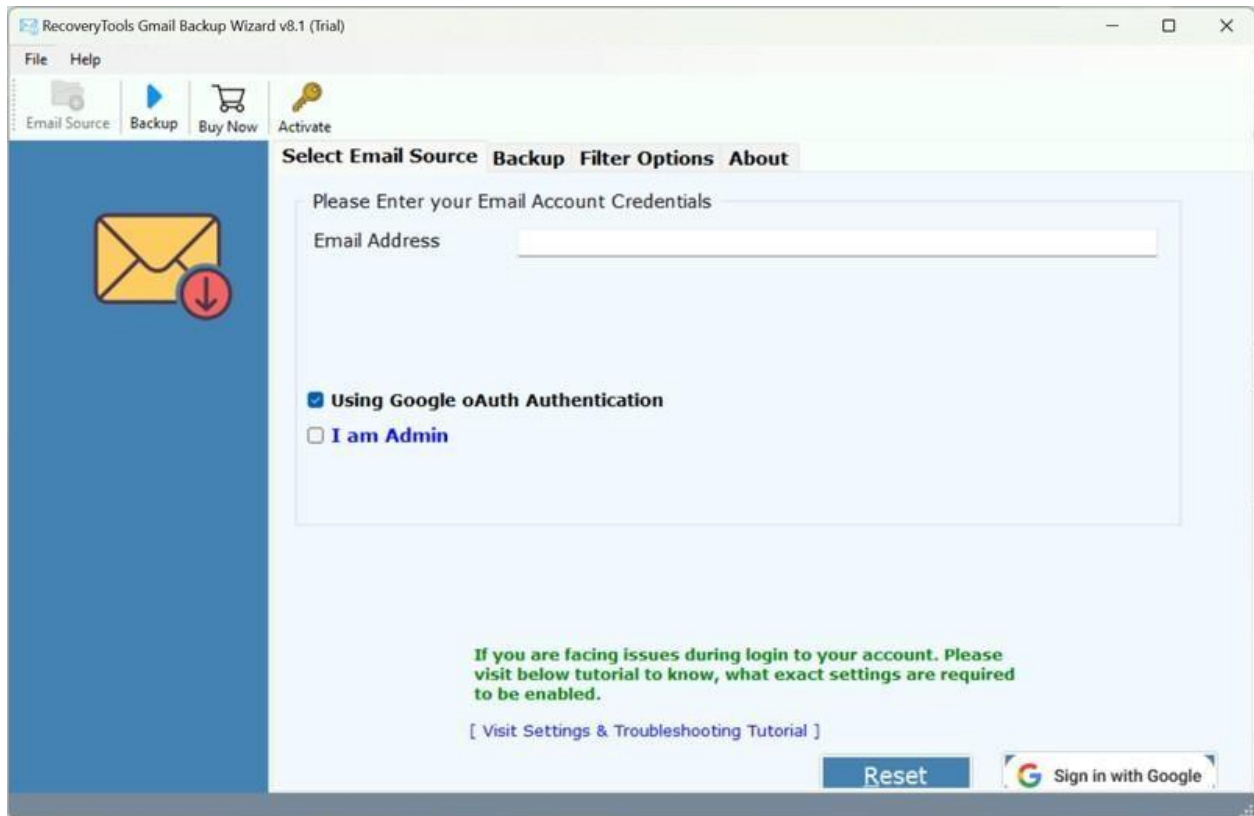 RecoveryTools Gmail Backup Wizard v8.1 (Trial)
File Help
Email Source Backup Buy Now Activate
Select Email Source Backup Filter Options About
Please Enter your Email Account Credentials
Email Address
Using Google oAuth Authentication
I am Admin
If you are facing issues during login to your account. Please
visit below tutorial to know, what exact settings are required
to be enabled.
[ Visit Settings & Troubleshooting Tutorial ]
Reset Sign in with Google